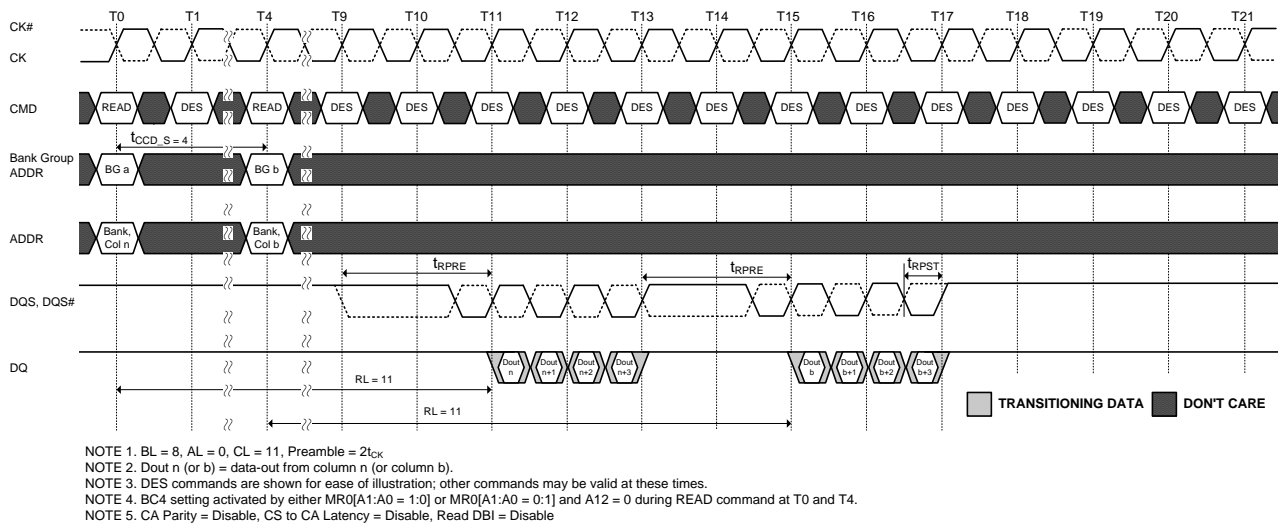 T0 T1 T4 T9 T10 T11 T12 T13 T14 T15 T16 T17 T18 T19 T20 T21
CK#
CK
CMD READ DES READ DES DES DES DES DES DES DES DES DES DES DES DES DES
tCCD_S = 4
Bank Group
ADDR
BG a BG b
ADDR
Bank, Col n
Bank, Col b
tRPRE tRPRE tRPST
DQS, DQS#
DQ
Dout n Dout n+1 Dout n+2 Dout n+3 Dout b Dout b+1 Dout b+2 Dout b+3
RL = 11
RL = 11
TRANSITIONING DATA DON'T CARE
NOTE 1. BL = 8, AL = 0, CL = 11, Preamble = 2tCK
NOTE 2. Dout n (or b) = data-out from column n (or column b).
NOTE 3. DES commands are shown for ease of illustration; other commands may be valid at these times.
NOTE 4. BC4 setting activated by either MR0[A1:A0 = 1:0] or MR0[A1:A0 = 0:1] and A12 = 0 during READ command at T0 and T4.
NOTE 5. CA Parity = Disable, CS to CA Latency = Disable, Read DBI = Disable